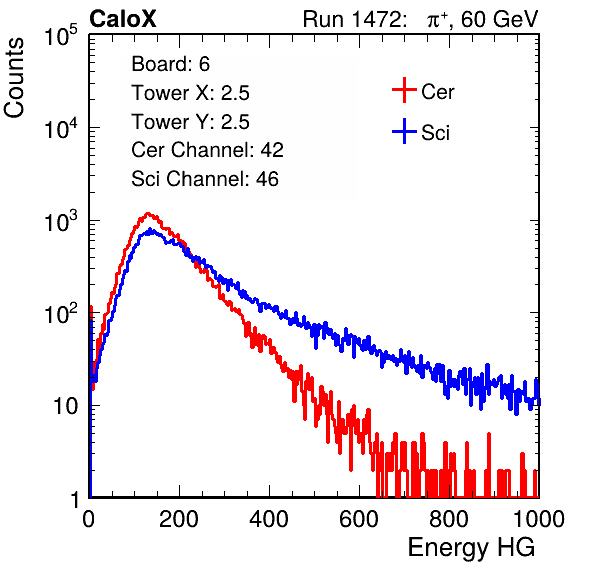 CaloX Run 1472: π⁺, 60 GeV
Counts
Board: 6
Tower X: 2.5
Tower Y: 2.5
Cer Channel: 42
Sci Channel: 46
Cer
Sci
10⁵
10⁴
10³
10²
10
1
0 200 400 600 800 1000
Energy HG